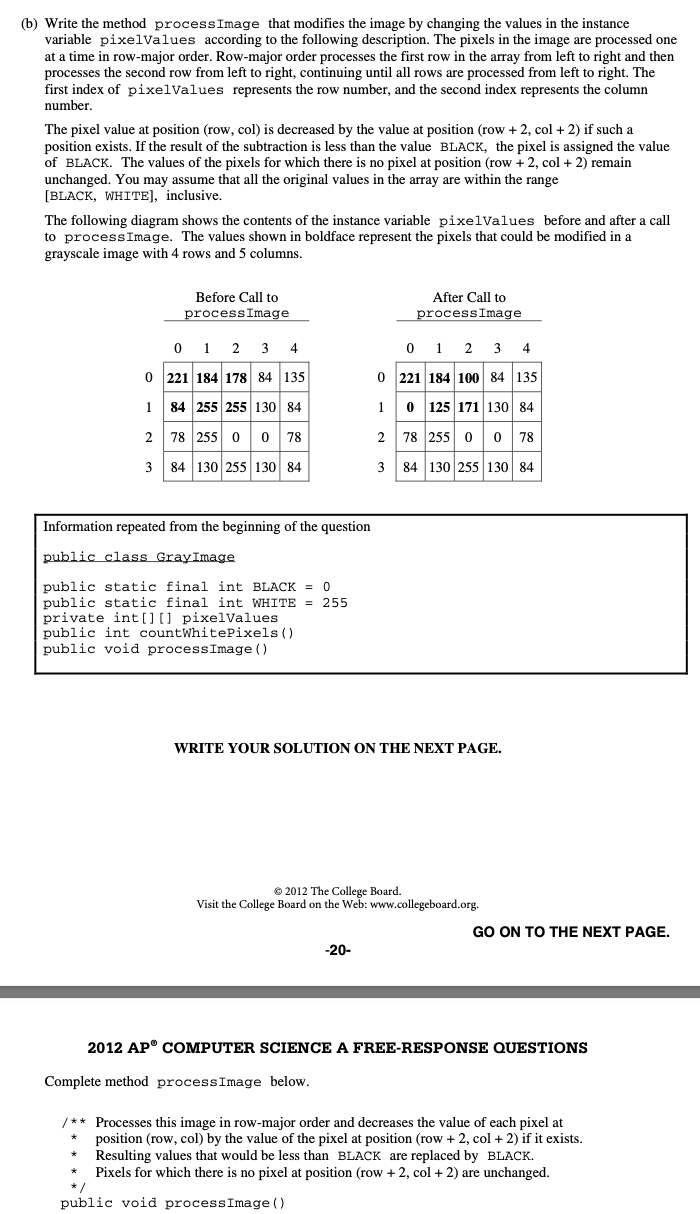 (b) Write the method processImage that modifies the image by changing the values in the instance
variable pixelValues according to the following description. The pixels in the image are processed one
at a time in row-major order. Row-major order processes the first row in the array from left to right and then
processes the second row from left to right, continuing until all rows are processed from left to right. The
first index of pixelValues represents the row number, and the second index represents the column
number.
The pixel value at position (row, col) is decreased by the value at position (row + 2, col + 2) if such a
position exists. If the result of the subtraction is less than the value BLACK, the pixel is assigned the value
of BLACK. The values of the pixels for which there is no pixel at position (row + 2, col + 2) remain
unchanged. You may assume that all the original values in the array are within the range
[BLACK, WHITE], inclusive.
The following diagram shows the contents of the instance variable pixelValues before and after a call
to processImage. The values shown in boldface represent the pixels that could be modified in a
grayscale image with 4 rows and 5 columns.
Before Call to
processImage
0 1 2 3 4
0 221 184 178 84 135
1 84 255 255 130 84
2 78 255 0 0 78
3 84 130 255 130 84
After Call to
processImage
0 1 2 3 4
0 221 184 100 84 135
1 0 125 171 130 84
2 78 255 0 0 78
3 84 130 255 130 84
Information repeated from the beginning of the question
public class GrayImage
public static final int BLACK = 0
public static final int WHITE = 255
private int[][] pixelValues
public int countWhitePixels()
public void processImage()
WRITE YOUR SOLUTION ON THE NEXT PAGE.
© 2012 The College Board.
Visit the College Board on the Web: www.collegeboard.org.
GO ON TO THE NEXT PAGE.
-20-
2012 AP® COMPUTER SCIENCE A FREE-RESPONSE QUESTIONS
Complete method processImage below.
/** Processes this image in row-major order and decreases the value of each pixel at
* position (row, col) by the value of the pixel at position (row + 2, col + 2) if it exists.
* Resulting values that would be less than BLACK are replaced by BLACK.
* Pixels for which there is no pixel at position (row + 2, col + 2) are unchanged.
*/
public void processImage()